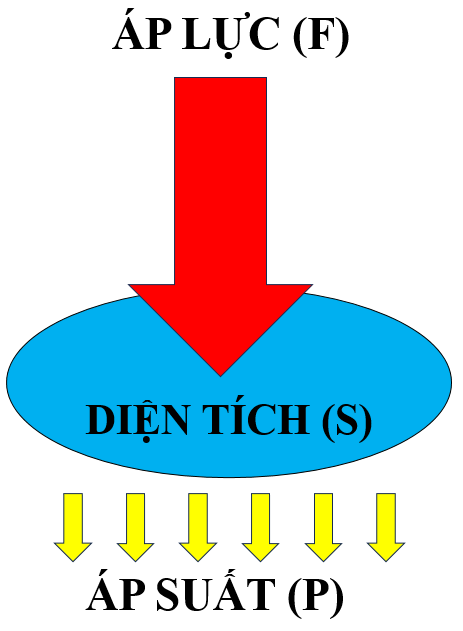 ÁP LỰC (F)
DIỆN TÍCH (S)
ÁP SUẤT (P)